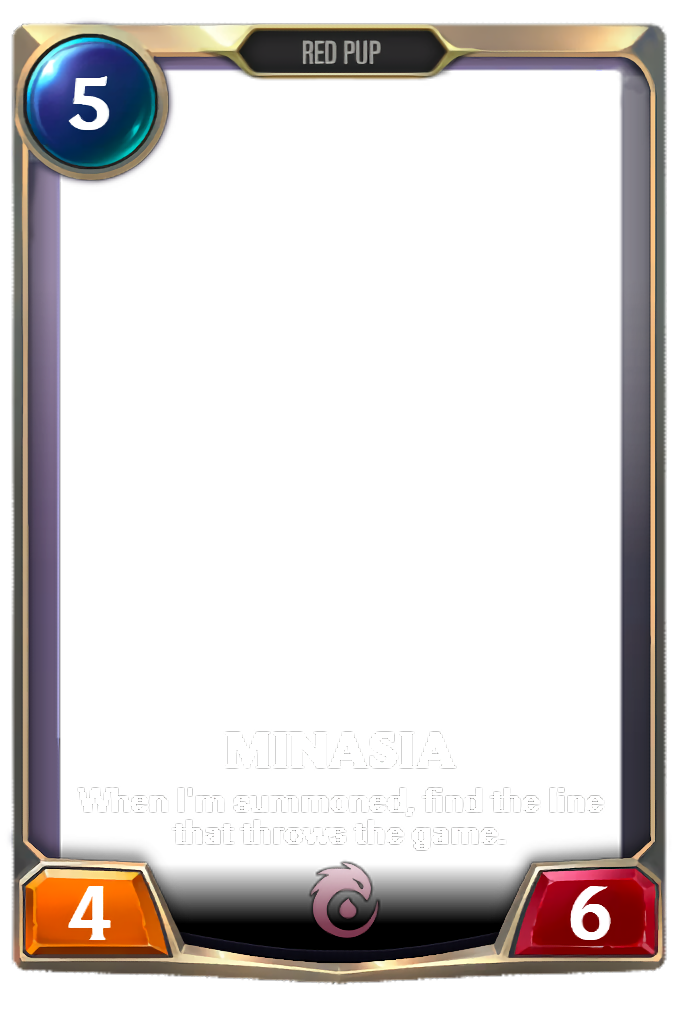 RED PUP
5
MINASIA
When I'm summoned, find the line
that throws the game.
4
6